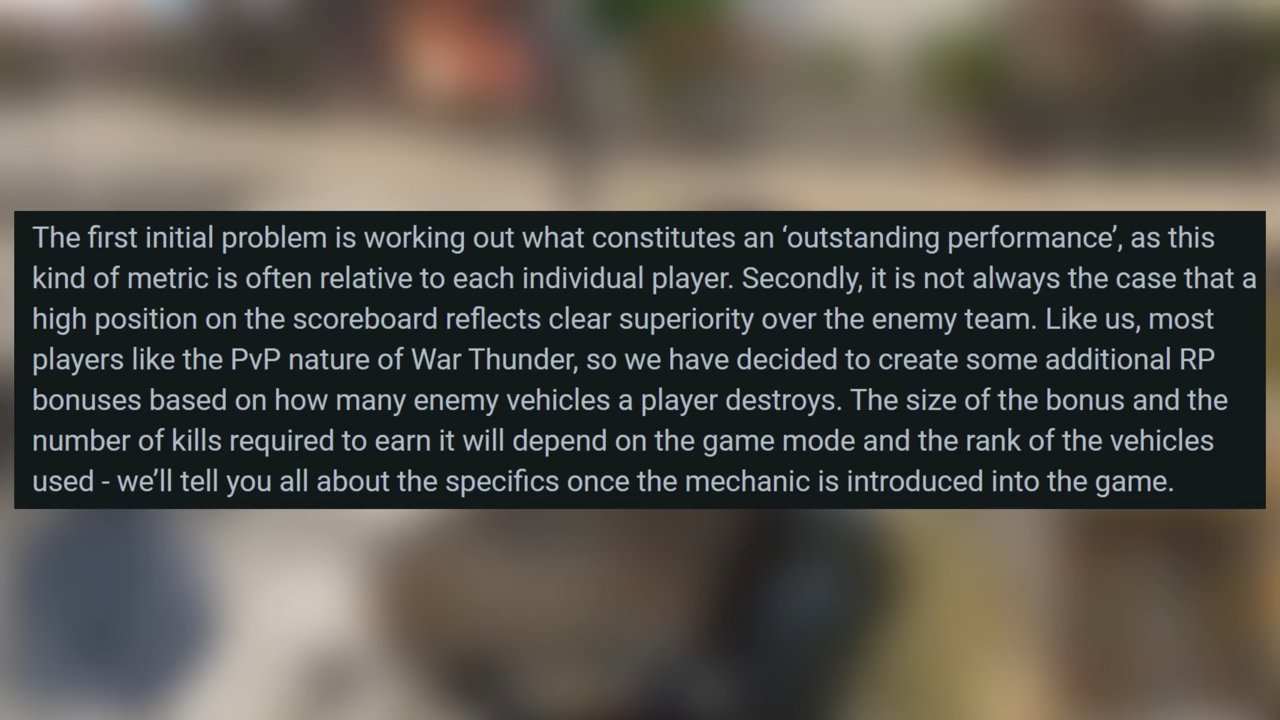 The first initial problem is working out what constitutes an ‘outstanding performance’, as this
kind of metric is often relative to each individual player. Secondly, it is not always the case that a
high position on the scoreboard reflects clear superiority over the enemy team. Like us, most
players like the PvP nature of War Thunder, so we have decided to create some additional RP
bonuses based on how many enemy vehicles a player destroys. The size of the bonus and the
number of kills required to earn it will depend on the game mode and the rank of the vehicles
used - we’ll tell you all about the specifics once the mechanic is introduced into the game.